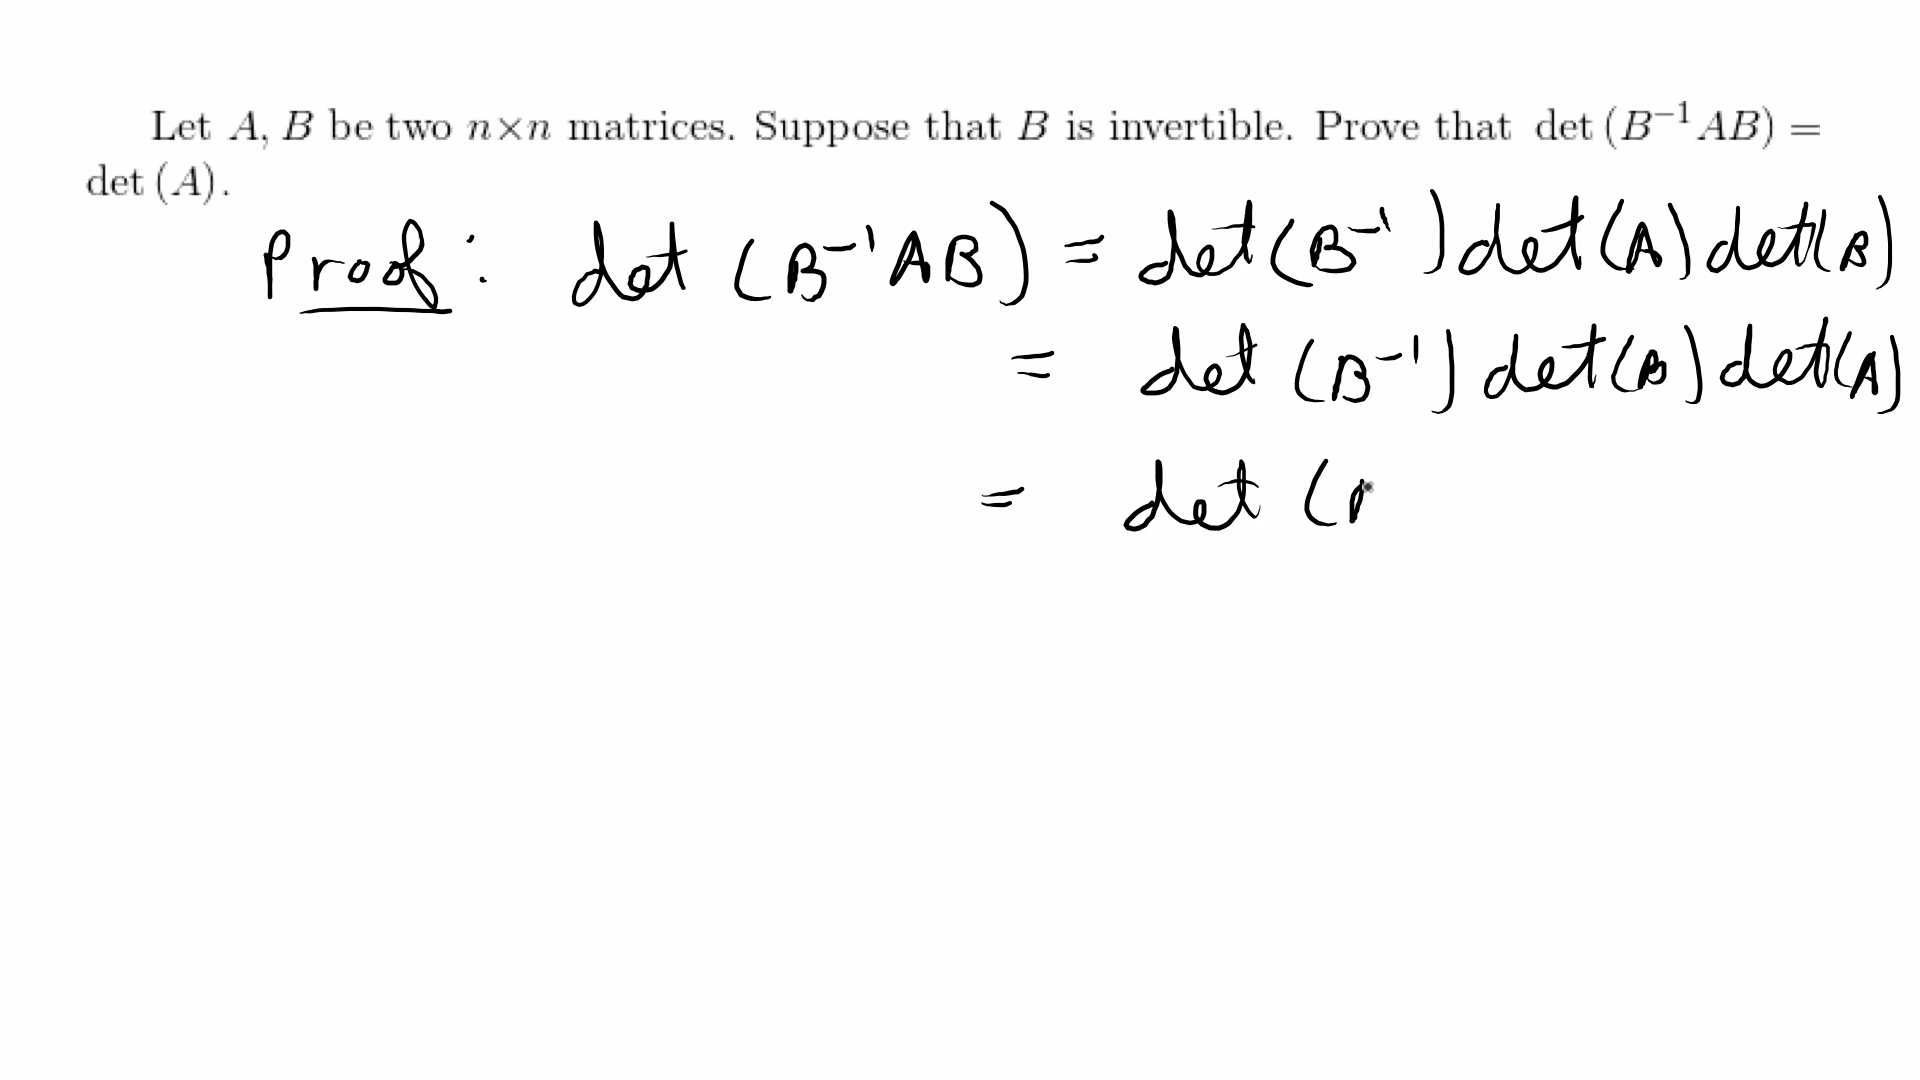 Let A, B be two n×n matrices. Suppose that B is invertible. Prove that det (B⁻¹AB) =
det (A).
Proof: det (B⁻¹AB) = det(B⁻¹) det(A) det(B)
= det (B⁻¹) det(B) det(A)
= det (